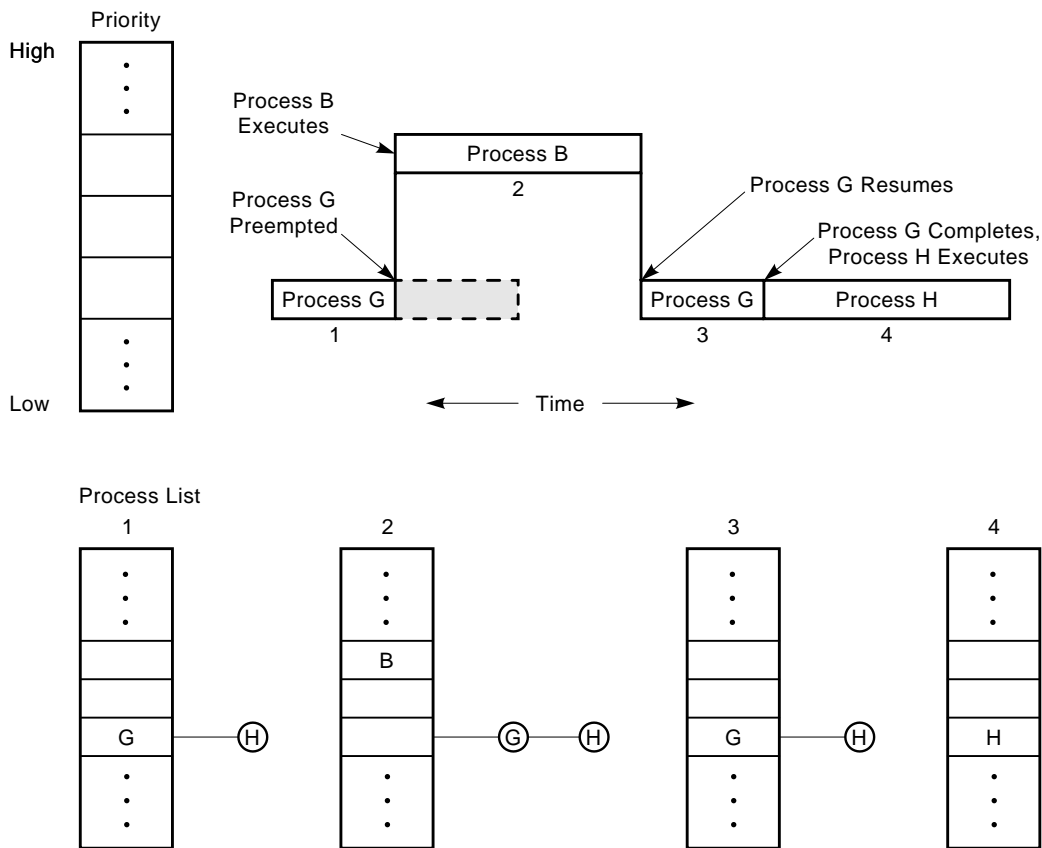 Priority
High
Process B
Executes
Process B
2
Process G
Preempted
Process G Resumes
Process G Completes,
Process H Executes
Process G
1
Process G
3
Process H
4
Low
Time
Process List
1
2
3
4
B
G
H
G
H
G
H
H